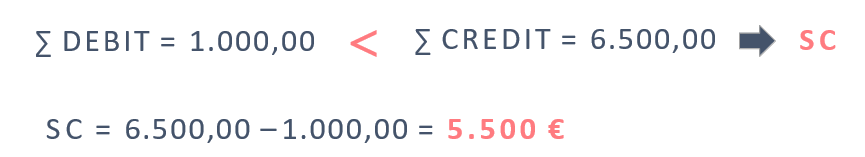 ∑ DEBIT = 1.000,00 < ∑ CREDIT = 6.500,00 SC
SC = 6.500,00 – 1.000,00 = 5.500 €